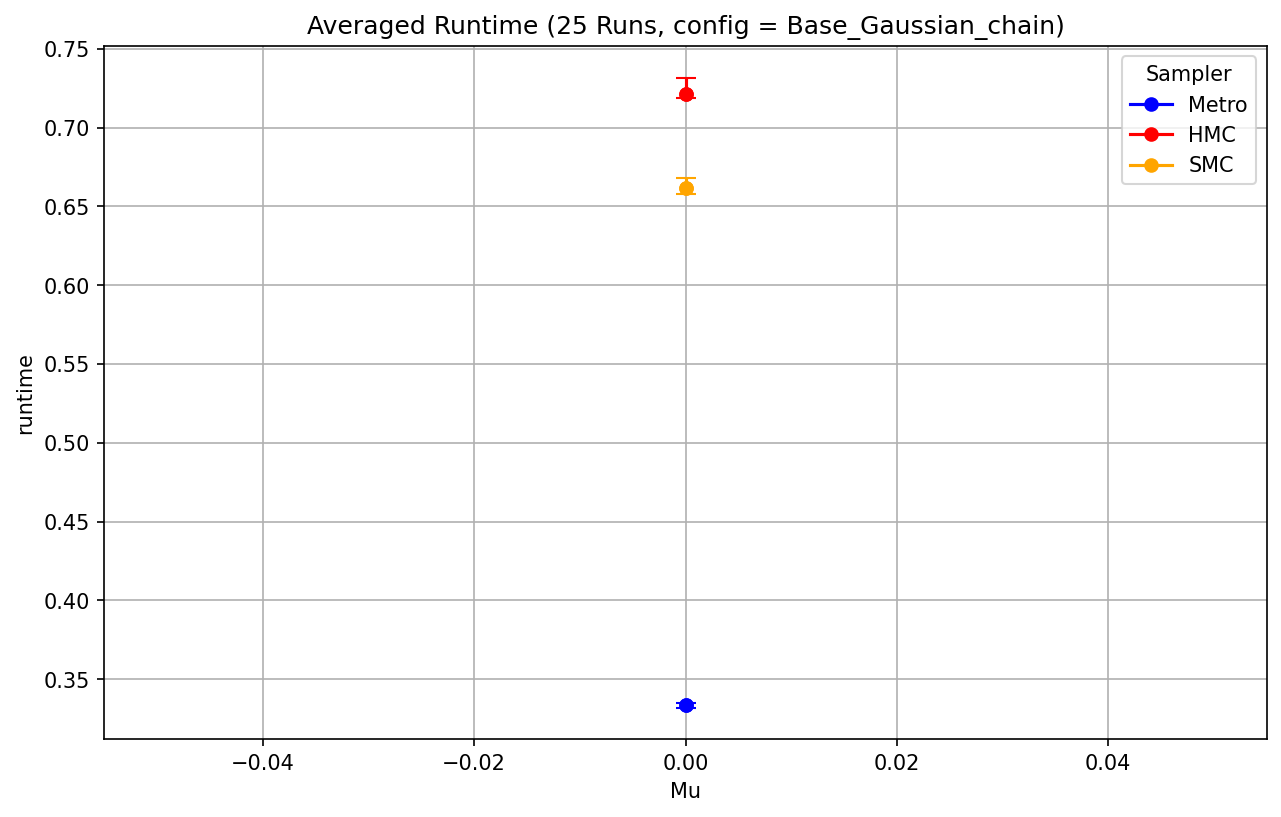 Averaged Runtime (25 Runs, config = Base_Gaussian_chain)
Sampler
Metro
HMC
SMC
runtime
0.75
0.70
0.65
0.60
0.55
0.50
0.45
0.40
0.35
−0.04
−0.02
0.00
0.02
0.04
Mu